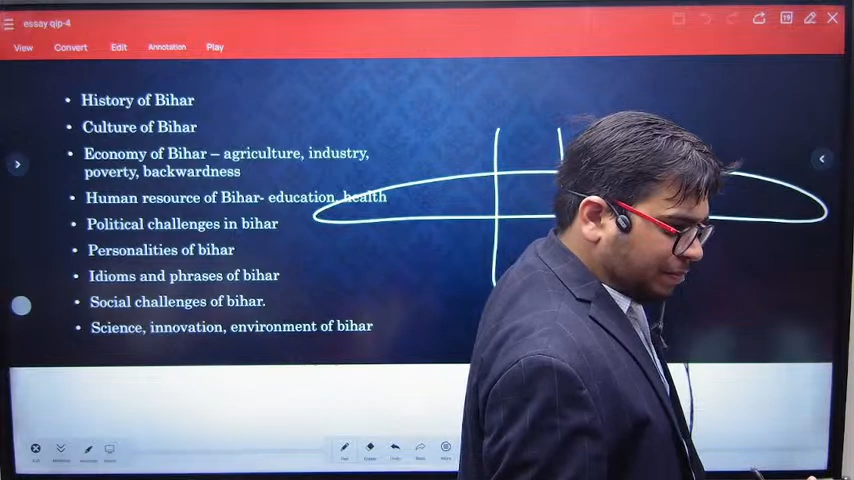 essay qip-4
19
View Convert Edit Annotation Play
• History of Bihar
• Culture of Bihar
• Economy of Bihar – agriculture, industry,
poverty, backwardness
• Human resource of Bihar- education, health
• Political challenges in bihar
• Personalities of bihar
• Idioms and phrases of bihar
• Social challenges of bihar.
• Science, innovation, environment of bihar